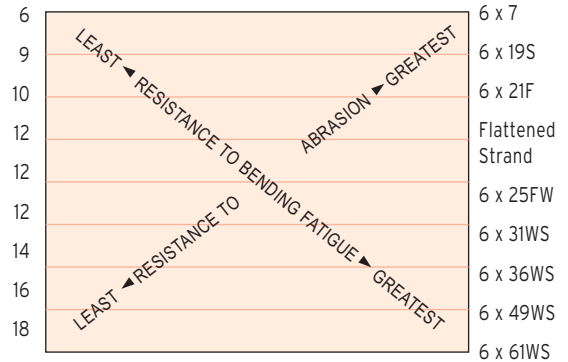 6
9
10
12
12
12
14
16
18
LEAST ◄ RESISTANCE TO BENDING FATIGUE ► GREATEST
LEAST ◄ RESISTANCE TO ABRASION ► GREATEST
6 x 7
6 x 19S
6 x 21F
Flattened
Strand
6 x 25FW
6 x 31WS
6 x 36WS
6 x 49WS
6 x 61WS